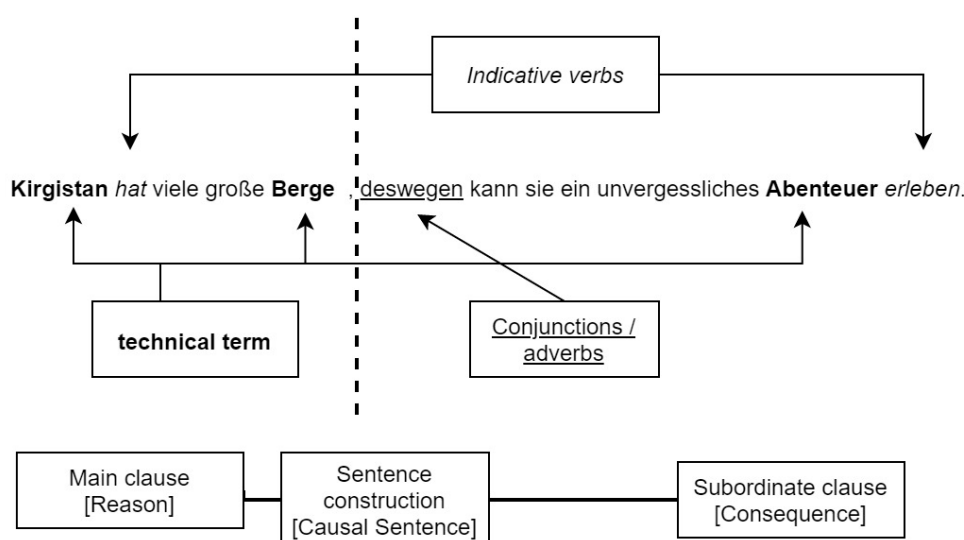 Indicative verbs
Kirgistan hat viele große Berge , deswegen kann sie ein unvergessliches Abenteuer erleben.
technical term
Conjunctions /
adverbs
Main clause
[Reason]
Sentence
construction
[Causal Sentence]
Subordinate clause
[Consequence]